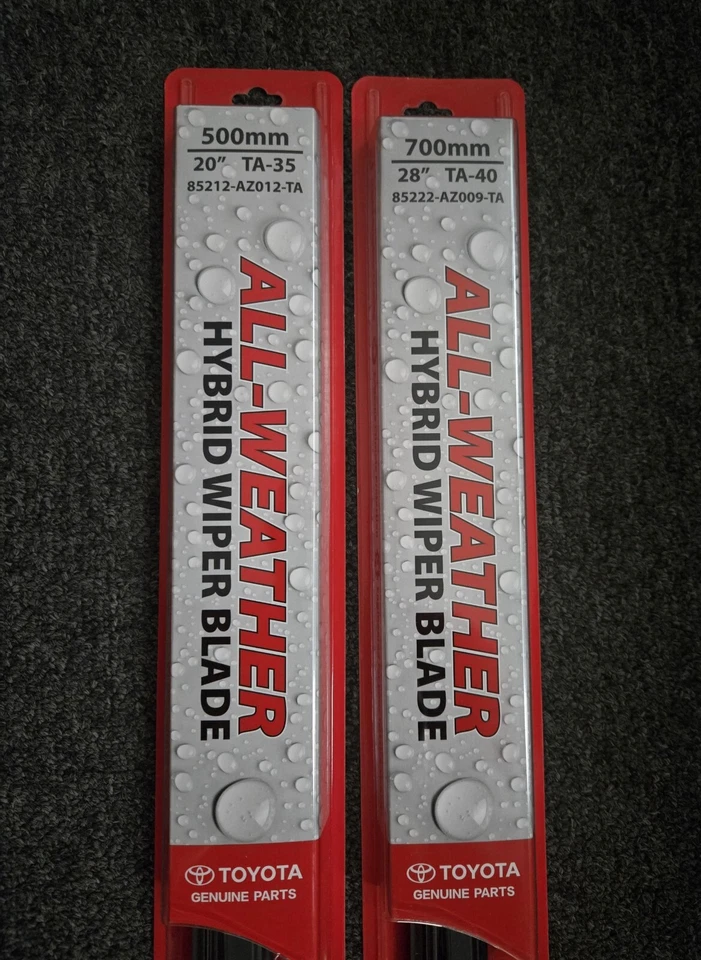 500mm
20” TA-35
85212-AZ012-TA
ALL-WEATHER
HYBRID WIPER BLADE
TOYOTA
GENUINE PARTS
700mm
28” TA-40
85222-AZ009-TA
ALL-WEATHER
HYBRID WIPER BLADE
TOYOTA
GENUINE PARTS